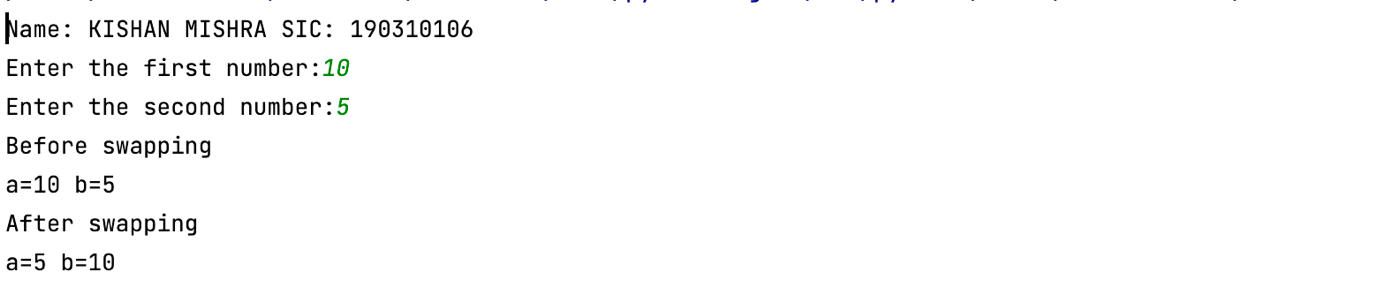 Name: KISHAN MISHRA SIC: 190310106
Enter the first number:10
Enter the second number:5
Before swapping
a=10 b=5
After swapping
a=5 b=10